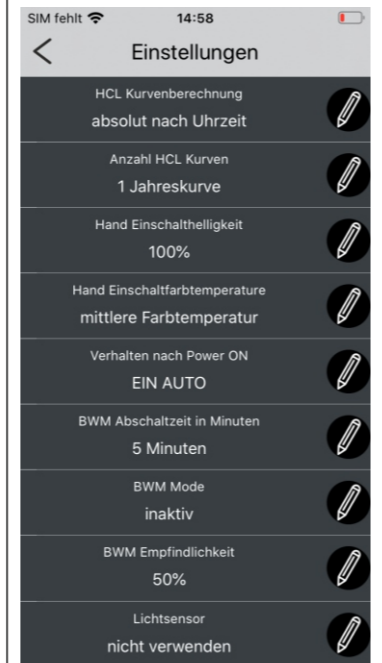 SIM fehlt 14:58
Einstellungen
HCL Kurvenberechnung
absolut nach Uhrzeit
Anzahl HCL Kurven
1 Jahreskurve
Hand Einschalthelligkeit
100%
Hand Einschaltfarbtemperature
mittlere Farbtemperatur
Verhalten nach Power ON
EIN AUTO
BWM Abschaltzeit in Minuten
5 Minuten
BWM Mode
inaktiv
BWM Empfindlichkeit
50%
Lichtsensor
nicht verwenden